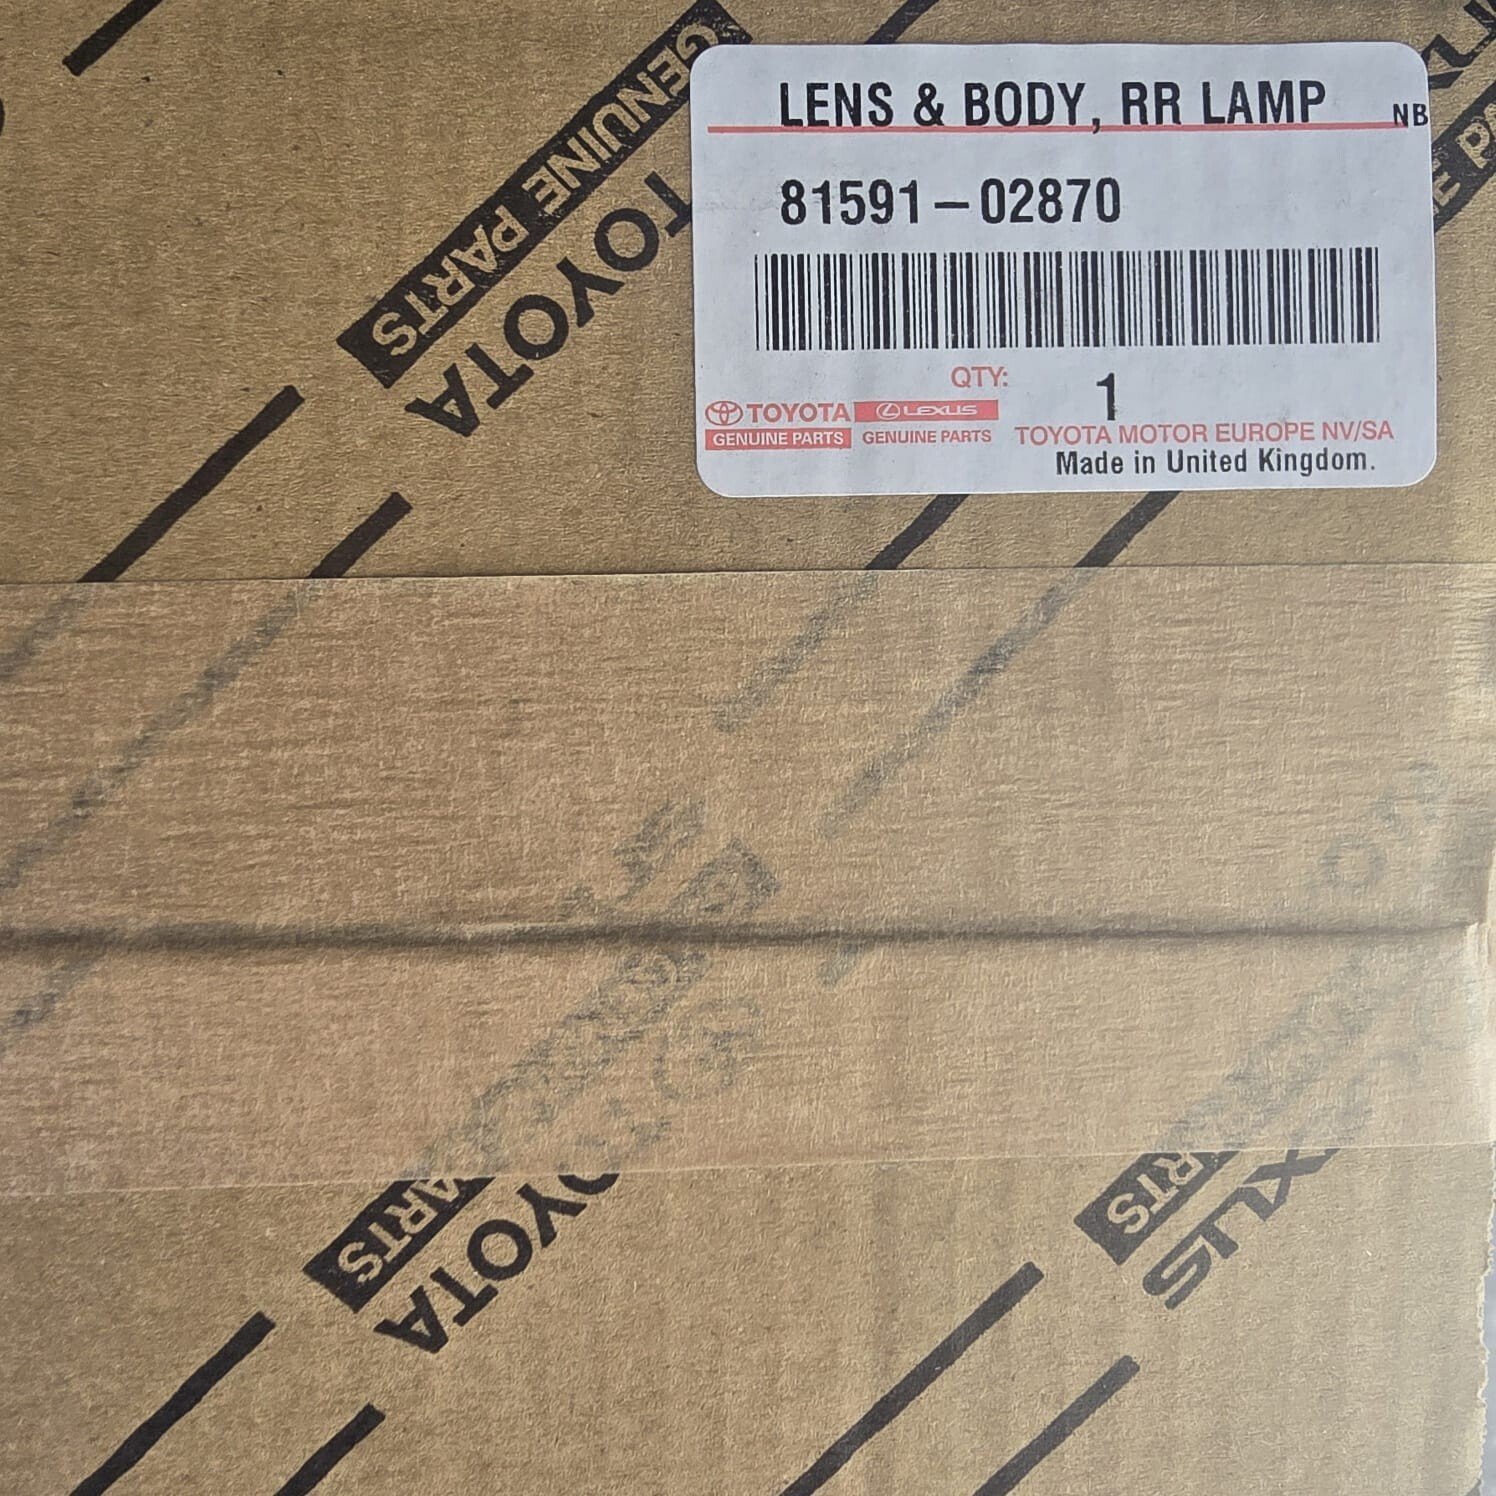 LENS & BODY, RR LAMP NB
81591-02870
QTY: 1
TOYOTA LEXUS
GENUINE PARTS GENUINE PARTS
TOYOTA MOTOR EUROPE NV/SA
Made in United Kingdom.
GENUINE PARTS
TOYOTA
PARTS
TOYOTA